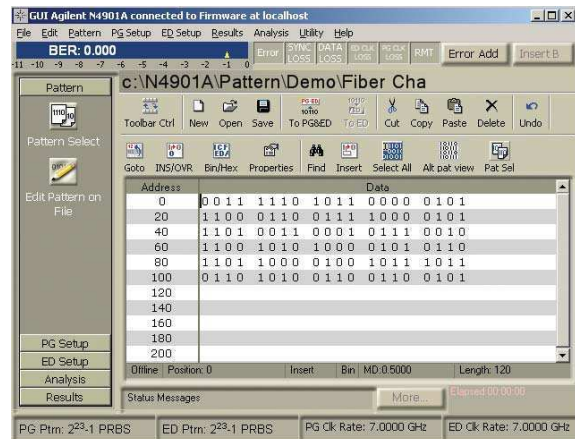 GUI Agilent N4901A connected to Firmware at localhost
File Edit Pattern PG Setup ED Setup Results Analysis Utility Help
BER: 0.000
-11 -10 -9 -8 -7 -6 -5 -4 -3 -2 -1 0
Error SYNC LOSS DATA LOSS ED CLK LOSS PG CLK LOSS RMT Error Add Insert B
Pattern
c:\N4901A\Pattern\Demo\Fiber Cha
Toolbar Ctrl New Open Save To PG&ED To ED Cut Copy Paste Delete Undo
Pattern Select
Goto INS/OVR Bin/Hex Properties Find Insert Select All Alt pat view Pat Sel
Edit Pattern on File
Address Data
0 0011 1110 1011 0000 0101
20 1100 0110 0111 1000 0101
40 1101 0011 0001 0111 0010
60 1100 1010 1000 0101 0110
80 1101 1000 0100 1011 1011
100 0110 1010 0110 0110 0101
120
140
160
180
200
PG Setup
ED Setup
Analysis
Results
Offline Position: 0 Insert Bin MD:0.5000 Length: 120
Status Messages More... Elapsed 00:00:00
PG Ptrn: 2²³-1 PRBS ED Ptrn: 2²³-1 PRBS PG Clk Rate: 7.0000 GHz ED Clk Rate: 7.0000 GHz